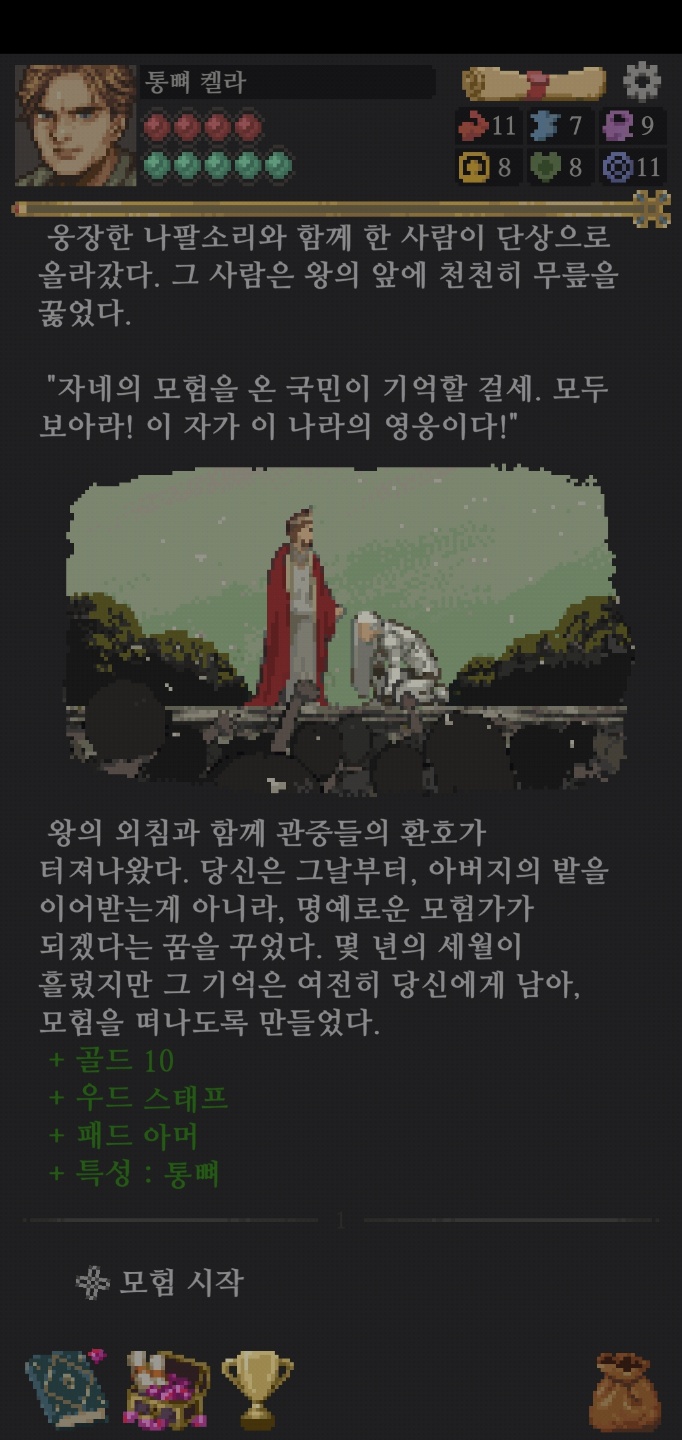 통뼈 켈라
11 7 9
8 8 11
웅장한 나팔소리와 함께 한 사람이 단상으로
올라갔다. 그 사람은 왕의 앞에 천천히 무릎을
꿇었다.
"자네의 모험을 온 국민이 기억할 걸세. 모두
보아라! 이 자가 이 나라의 영웅이다!"
왕의 외침과 함께 관중들의 환호가
터져나왔다. 당신은 그날부터, 아버지의 밭을
이어받는게 아니라, 명예로운 모험가가
되겠다는 꿈을 꾸었다. 몇 년의 세월이
흘렀지만 그 기억은 여전히 당신에게 남아,
모험을 떠나도록 만들었다.
+ 골드 10
+ 우드 스태프
+ 패드 아머
+ 특성 : 통뼈
1
모험 시작